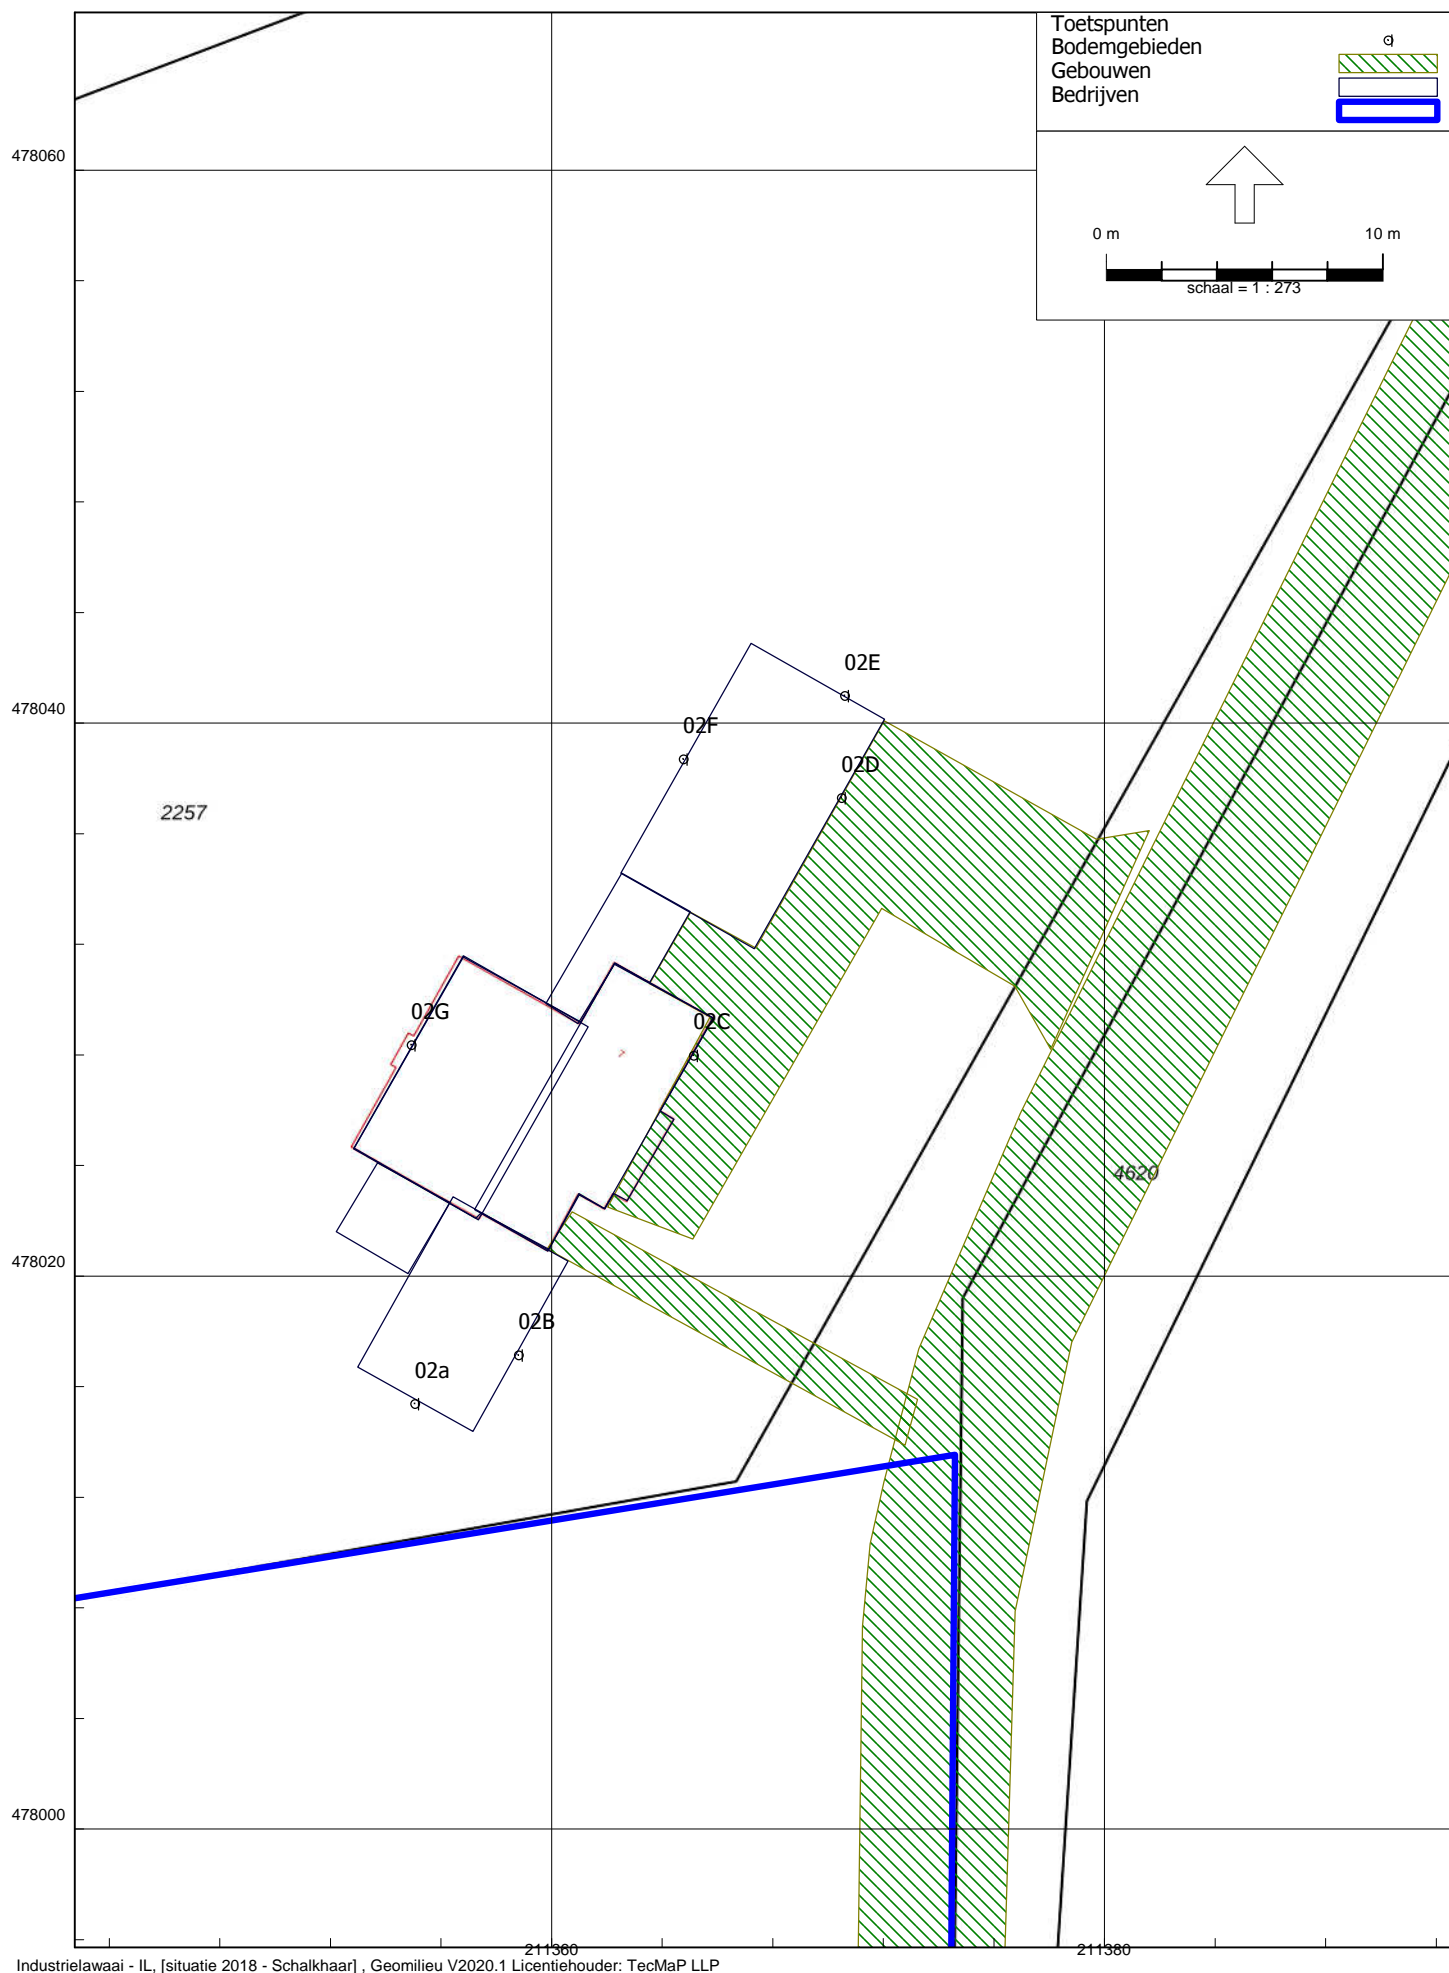 Toetspunten
Bodemgebieden
Gebouwen
Bedrijven
478060
0 m 10 m
schaal = 1 : 273
02E
478040
02F
02D
2257
02G
02C
7
4620
478020
02B
02a
478000
211360 211380
Industrielawaai - IL, [situatie 2018 - Schalkhaar] , Geomilieu V2020.1 Licentiehouder: TecMaP LLP